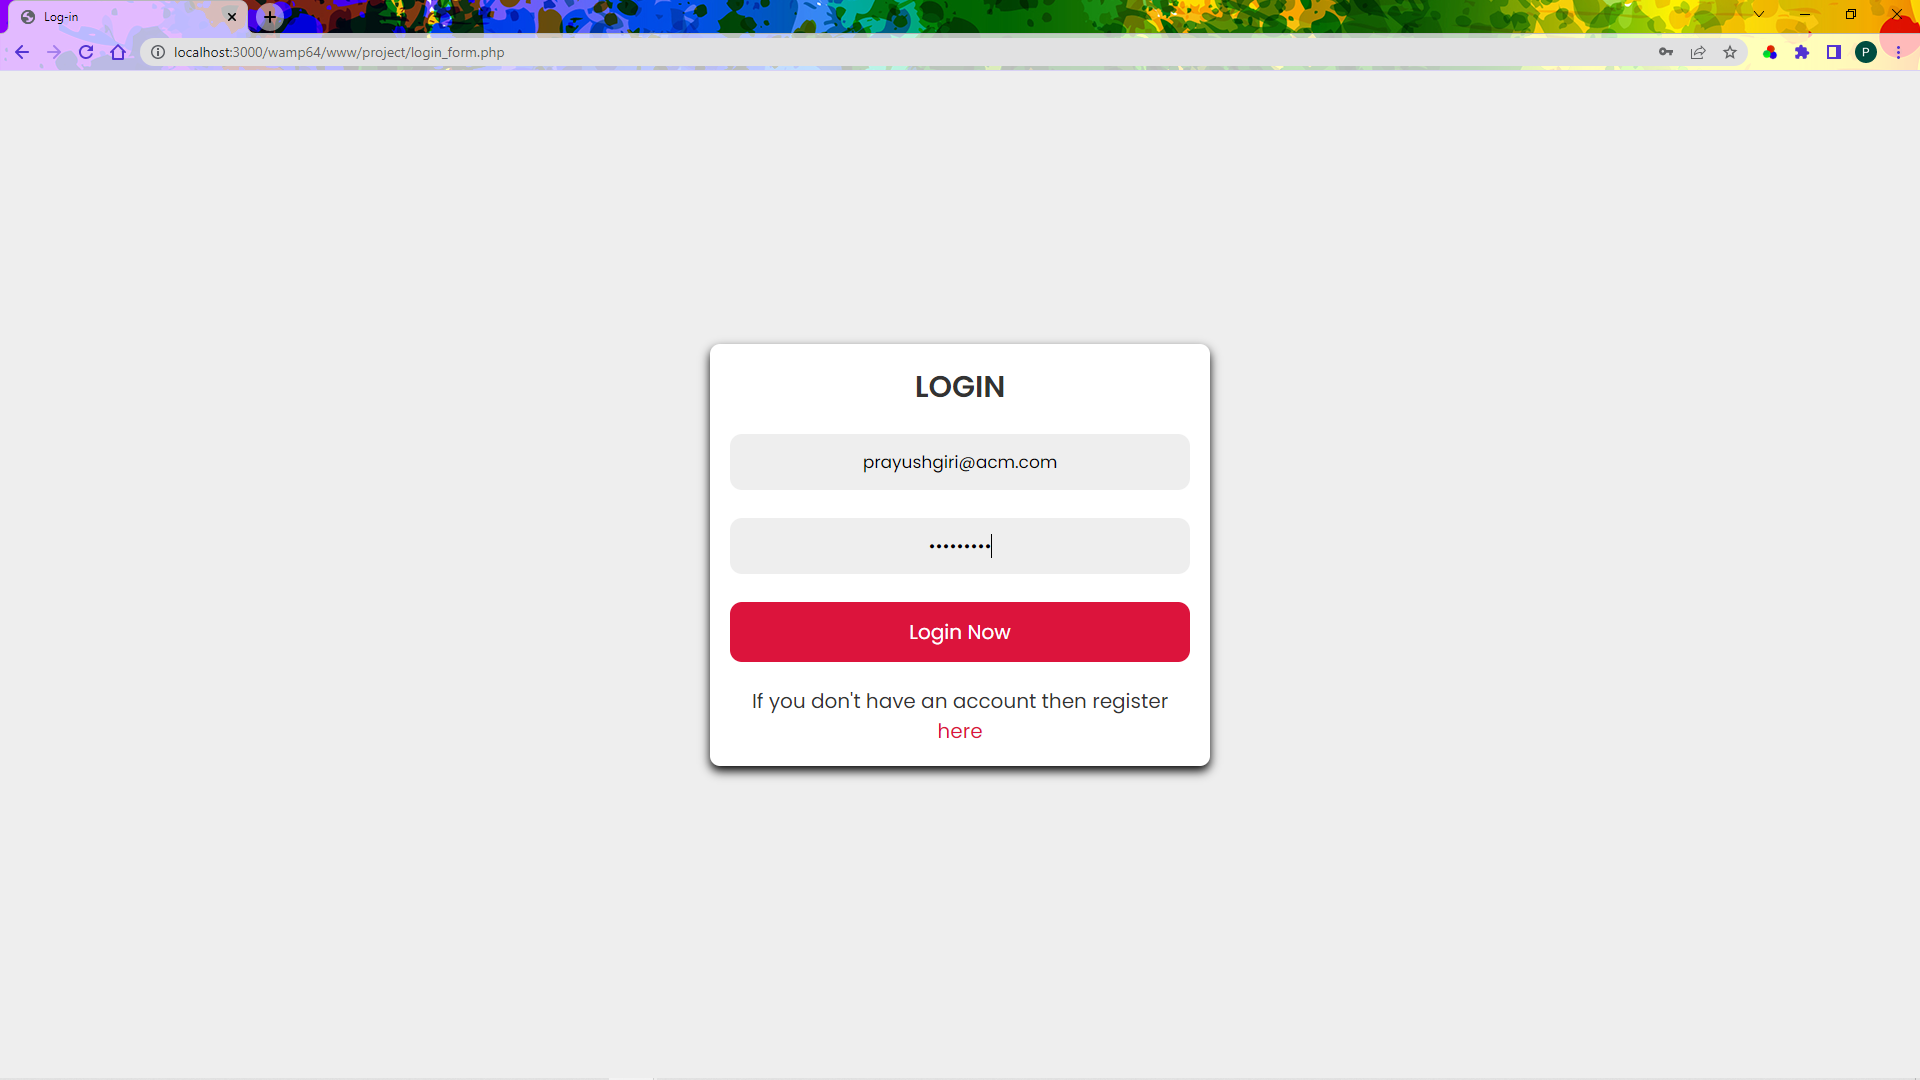 Log-in
localhost:3000/wamp64/www/project/login_form.php
P
LOGIN
prayushgiri@acm.com
•••••••••
Login Now
If you don't have an account then register
here